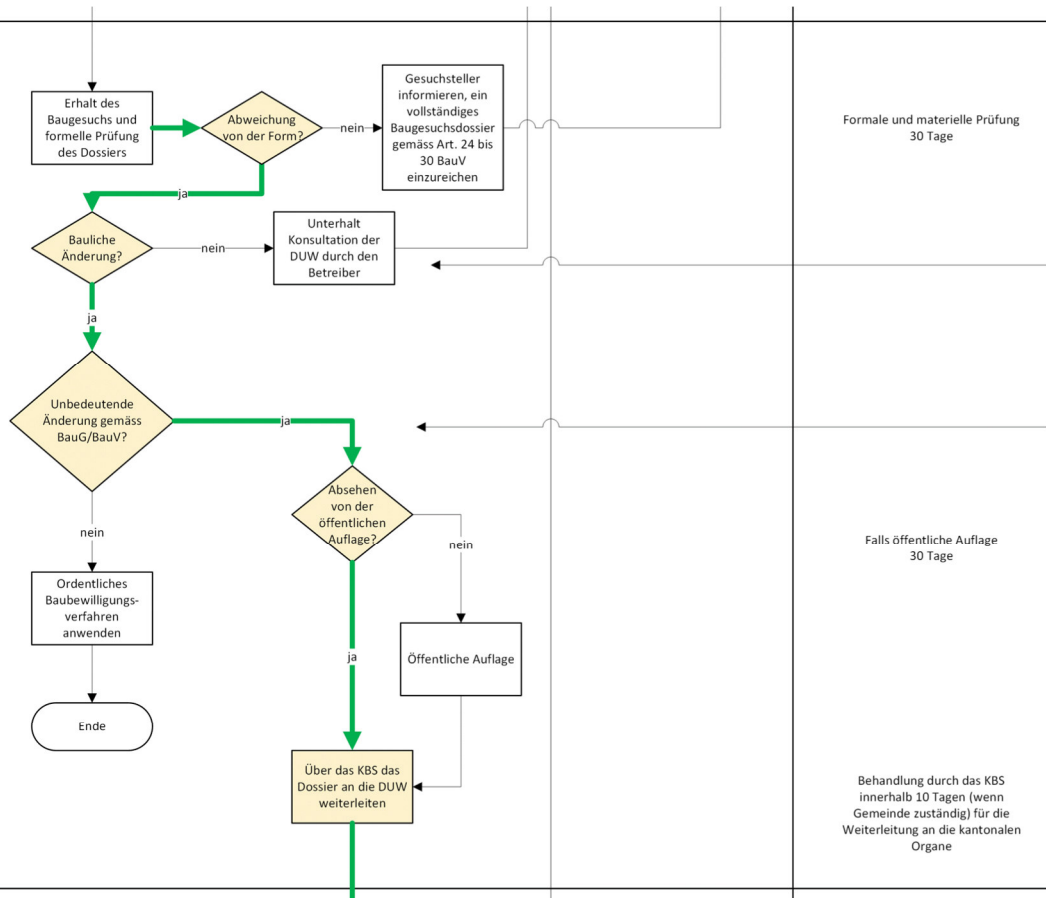 Erhalt des
Baugesuchs und
formelle Prüfung
des Dossiers
Abweichung
von der Form?
nein
Gesuchsteller
informieren, ein
vollständiges
Baugesuchsdossier
gemäss Art. 24 bis
30 BauV
einzureichen
Formale und materielle Prüfung
30 Tage
ja
Bauliche
Änderung?
nein
Unterhalt
Konsultation der
DUW durch den
Betreiber
ja
Unbedeutende
Änderung gemäss
BauG/BauV?
ja
Absehen
von der
öffentlichen
Auflage?
nein
nein
Falls öffentliche Auflage
30 Tage
Ordentliches
Baubewilligungs-
verfahren
anwenden
ja
Öffentliche Auflage
Ende
Über das KBS das
Dossier an die DUW
weiterleiten
Behandlung durch das KBS
innerhalb 10 Tagen (wenn
Gemeinde zuständig) für die
Weiterleitung an die kantonalen
Organe